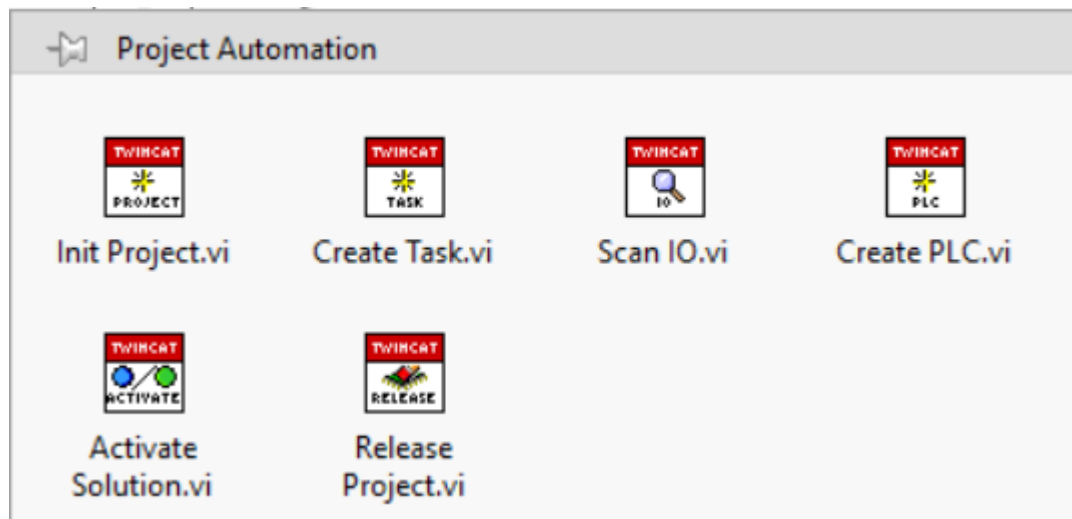 Project Automation
TWINCAT TWINCAT TWINCAT TWINCAT
PROJECT TASK IO PLC
Init Project.vi Create Task.vi Scan IO.vi Create PLC.vi
TWINCAT TWINCAT
ACTIVATE RELEASE
Activate Release
Solution.vi Project.vi